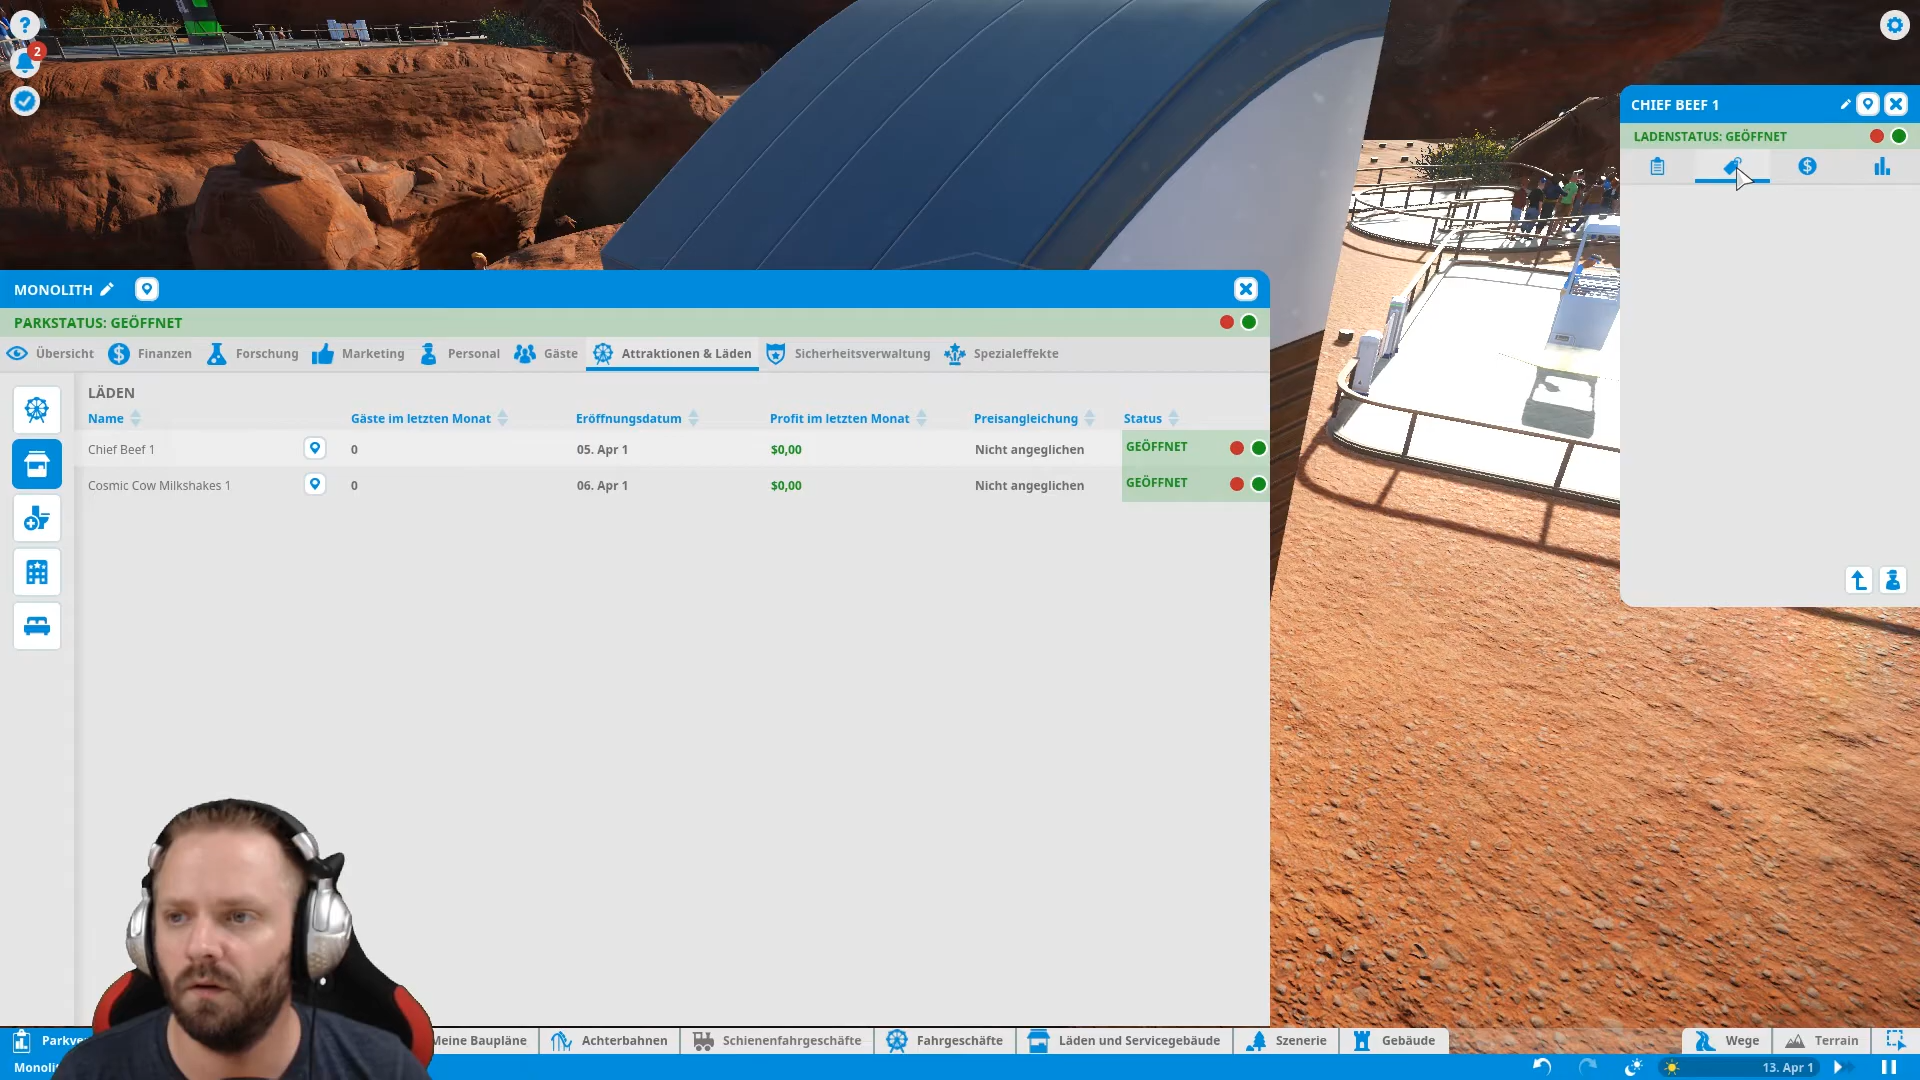 ?
2
CHIEF BEEF 1
LADENSTATUS: GEÖFFNET
MONOLITH
PARKSTATUS: GEÖFFNET
Übersicht
Finanzen
Forschung
Marketing
Personal
Gäste
Attraktionen & Läden
Sicherheitsverwaltung
Spezialeffekte
LÄDEN
Name
Gäste im letzten Monat
Eröffnungsdatum
Profit im letzten Monat
Preisangleichung
Status
Chief Beef 1
0
05. Apr 1
$0,00
Nicht angeglichen
GEÖFFNET
Cosmic Cow Milkshakes 1
0
06. Apr 1
$0,00
Nicht angeglichen
GEÖFFNET
Meine Baupläne
Achterbahnen
Schienenfahrgeschäfte
Fahrgeschäfte
Läden und Servicegebäude
Szenerie
Gebäude
Wege
Terrain
13. Apr 1